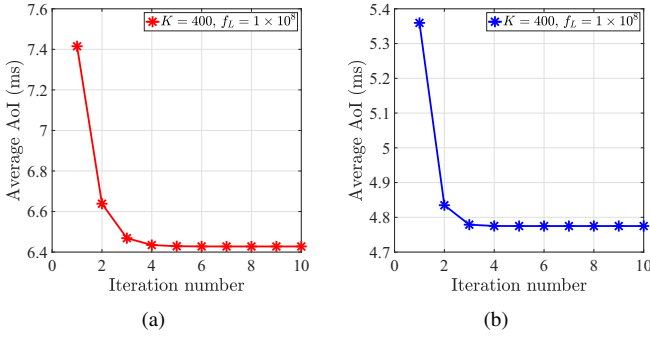 7.6
7.4
7.2
7
6.8
6.6
6.4
0 2 4 6 8 10
Average AoI (ms)
Iteration number
K = 400, f_L = 1 × 10^8
(a)
5.4
5.3
5.2
5.1
5
4.9
4.8
4.7
0 2 4 6 8 10
Average AoI (ms)
Iteration number
K = 400, f_L = 1 × 10^8
(b)